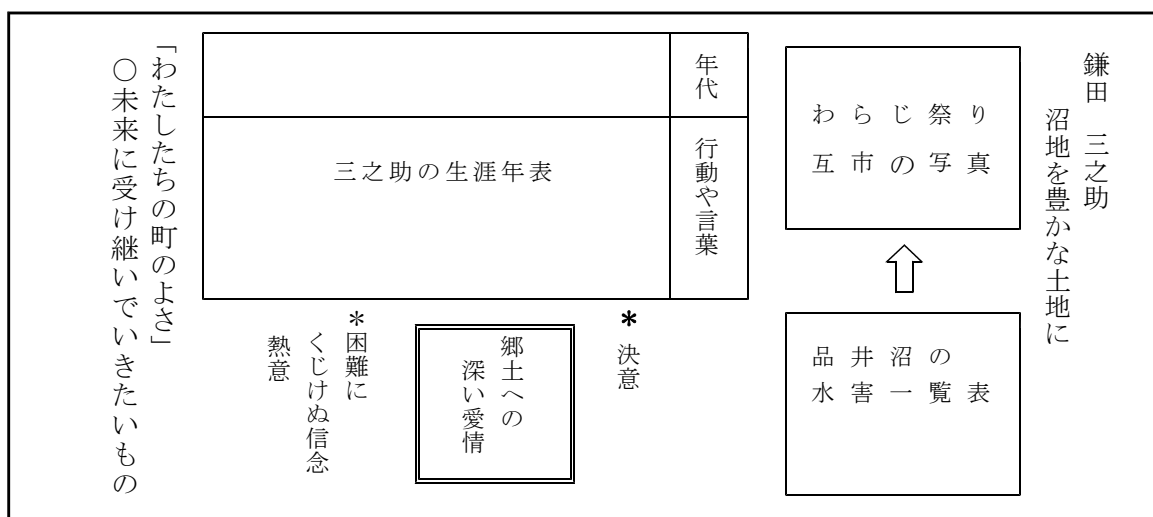 鎌田 三之助
沼地を豊かな土地に
わらじ祭り
互市の写真
品井沼の
水害一覧表
年代
行動や言葉
三之助の生涯年表
*決意
郷土への
深い愛情
*困難に
くじけぬ信念
熱意
「わたしたちの町のよさ」
○未来に受け継いでいきたいもの